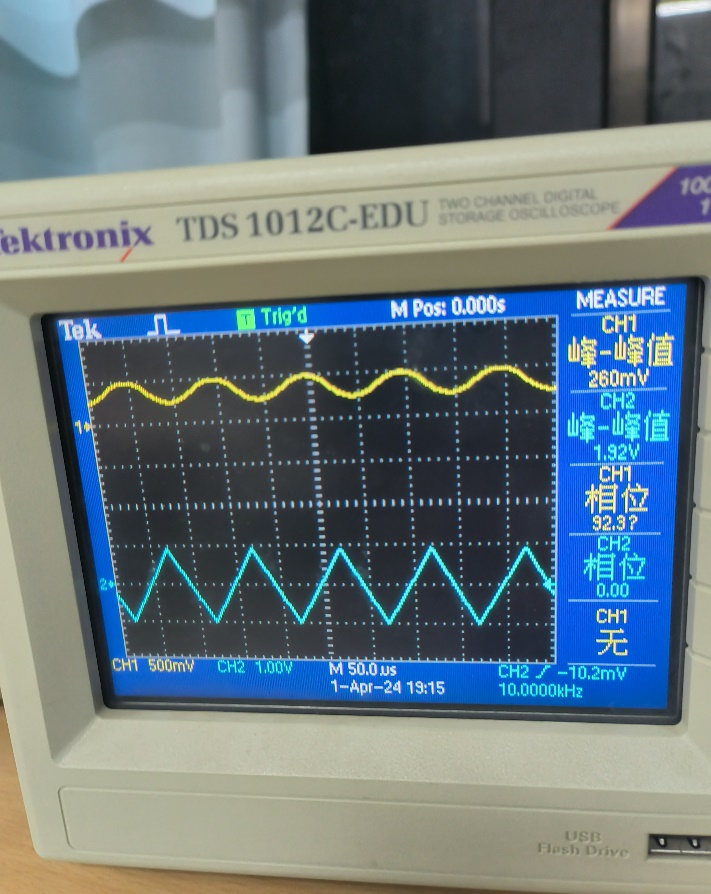 Tektronix TDS 1012C-EDU TWO CHANNEL DIGITAL
STORAGE OSCILLOSCOPE
100
1
Tek Trig'd M Pos: 0.000s MEASURE
CH1
峰-峰值
260mV
CH2
峰-峰值
1.92V
CH1
相位
92.3?
CH2
相位
0.00
CH1
无
1
2
CH1 500mV CH2 1.00V M 50.0µs CH2 -10.2mV
1-Apr-24 19:15 10.0000kHz
USB
Flash Drive